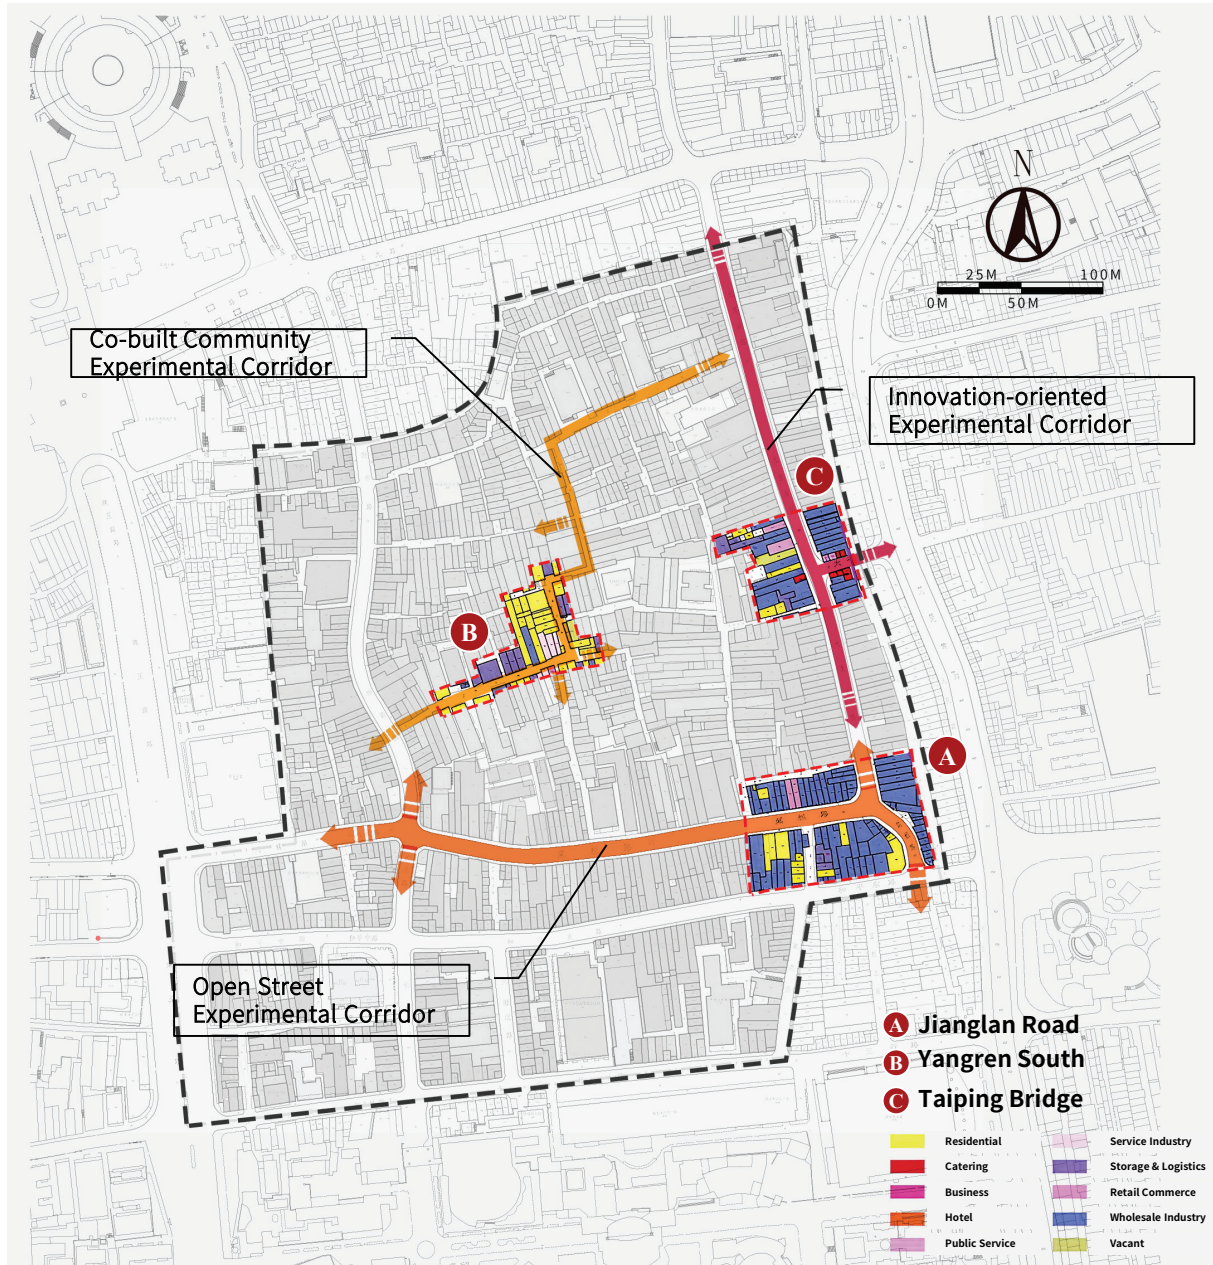 N
25M 100M
0M 50M
Co-built Community
Experimental Corridor
Innovation-oriented
Experimental Corridor
C
B
A
Open Street
Experimental Corridor
A Jianglan Road
B Yangren South
C Taiping Bridge
Residential
Catering
Business
Hotel
Public Service
Service Industry
Storage & Logistics
Retail Commerce
Wholesale Industry
Vacant